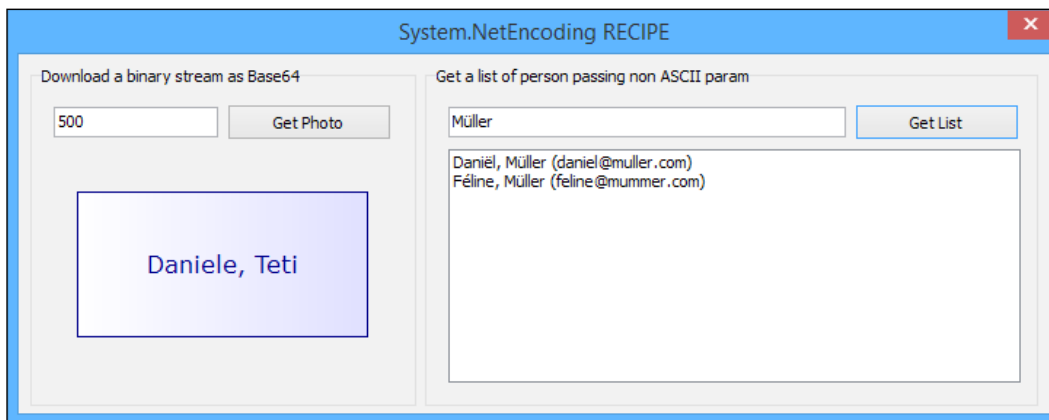 System.NetEncoding RECIPE
Download a binary stream as Base64
500
Get Photo
Daniele, Teti
Get a list of person passing non ASCII param
Müller
Get List
Daniël, Müller (daniel@muller.com)
Féline, Müller (feline@mummer.com)